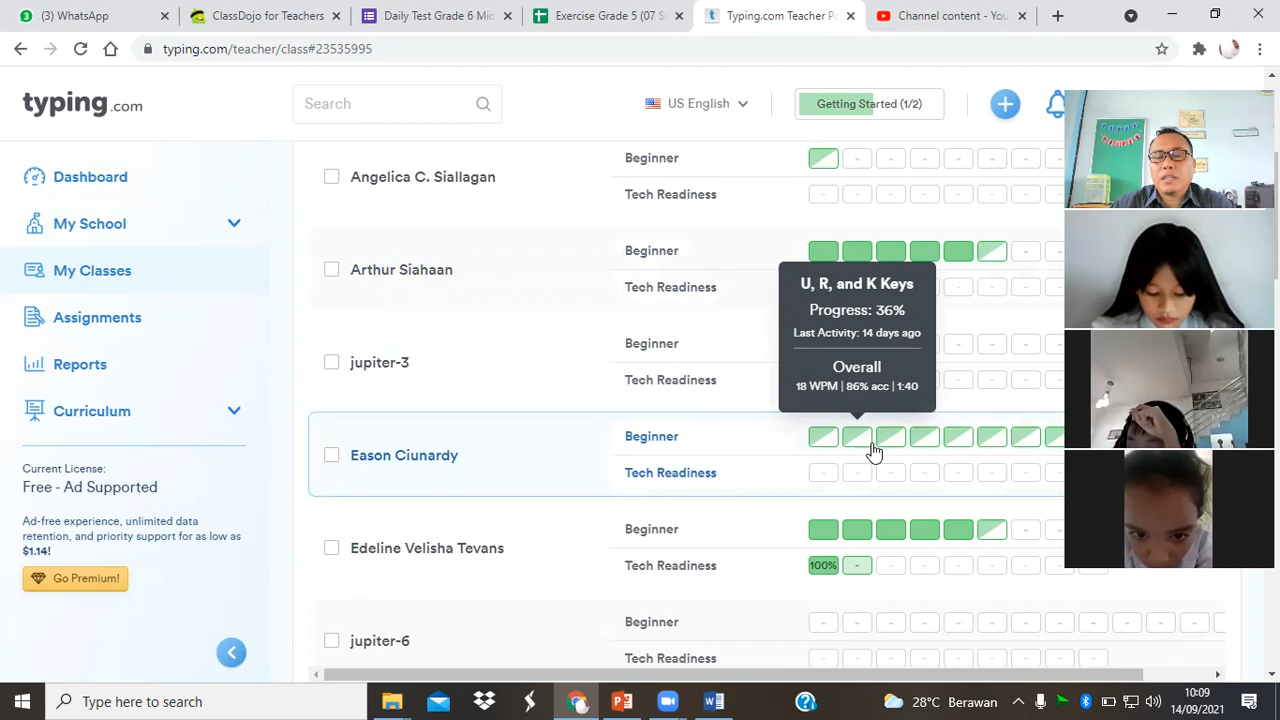 (3) WhatsApp
ClassDojo for Teachers
Daily Test Grade 6 Mid
Exercise Grade 5 (07 S
Typing.com Teacher Po
Channel content - You
typing.com/teacher/class#23535995
typing.com
Search
US English
Getting Started (1/2)
Dashboard
My School
My Classes
Assignments
Reports
Curriculum
Current License:
Free - Ad Supported
Ad-free experience, unlimited data
retention, and priority support for as low as
$1.14!
Go Premium!
Angelica C. Siallagan
Beginner
Tech Readiness
Arthur Siahaan
Beginner
Tech Readiness
U, R, and K Keys
Progress: 36%
Last Activity: 14 days ago
Overall
18 WPM | 86% acc | 1:40
jupiter-3
Beginner
Tech Readiness
Eason Ciunardy
Beginner
Tech Readiness
Edeline Velisha Tevans
Beginner
Tech Readiness
100%
jupiter-6
Beginner
Tech Readiness
Type here to search
28°C Berawan
10:09
14/09/2021